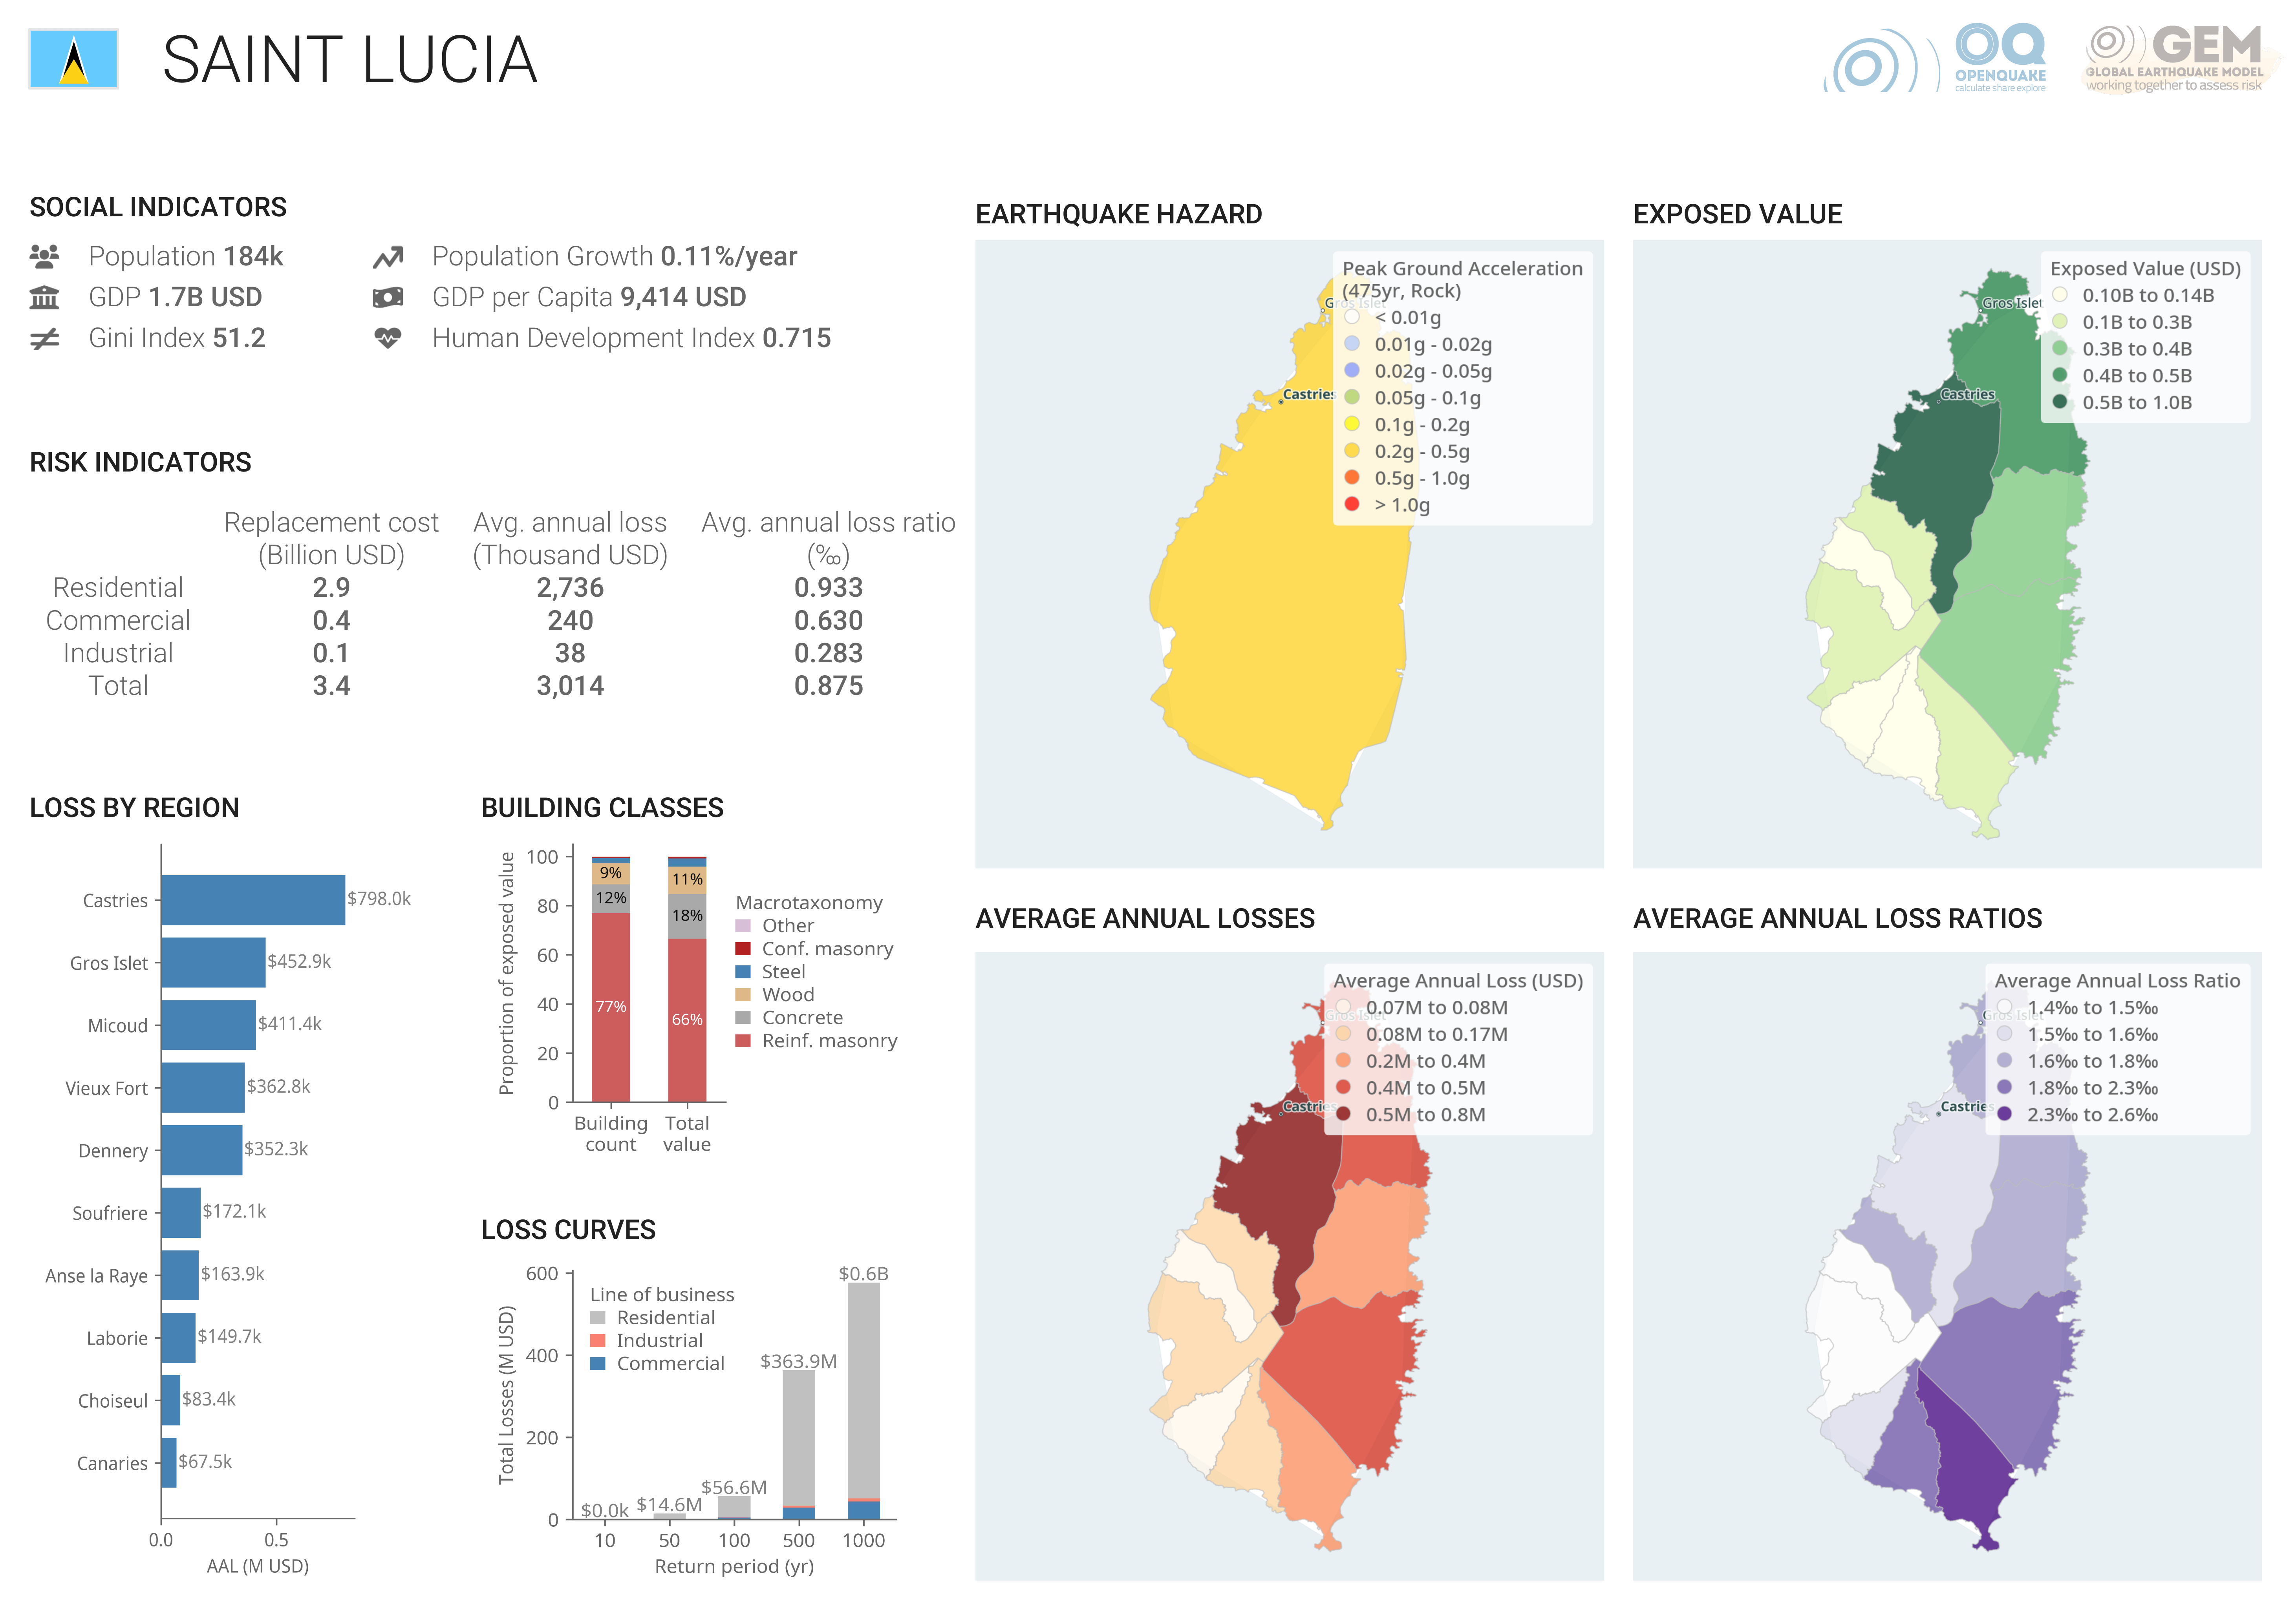 SAINT LUCIA
OQ
OPENQUAKE
calculate share explore
GEM
GLOBAL EARTHQUAKE MODEL
working together to assess risk
SOCIAL INDICATORS
Population 184k
Population Growth 0.11%/year
GDP 1.7B USD
GDP per Capita 9,414 USD
Gini Index 51.2
Human Development Index 0.715
RISK INDICATORS
Replacement cost Avg. annual loss Avg. annual loss ratio
(Billion USD) (Thousand USD) (‰)
Residential 2.9 2,736 0.933
Commercial 0.4 240 0.630
Industrial 0.1 38 0.283
Total 3.4 3,014 0.875
LOSS BY REGION
Castries $798.0k
Gros Islet $452.9k
Micoud $411.4k
Vieux Fort $362.8k
Dennery $352.3k
Soufriere $172.1k
Anse la Raye $163.9k
Laborie $149.7k
Choiseul $83.4k
Canaries $67.5k
0.0 0.5
AAL (M USD)
BUILDING CLASSES
Proportion of exposed value
100
80
60
40
20
0
9%
12%
77%
11%
18%
66%
Building count
Total value
Macrotaxonomy
Other
Conf. masonry
Steel
Wood
Concrete
Reinf. masonry
LOSS CURVES
Total Losses (M USD)
600
400
200
0
Line of business
Residential
Industrial
Commercial
$0.0k
$14.6M
$56.6M
$363.9M
$0.6B
10 50 100 500 1000
Return period (yr)
EARTHQUAKE HAZARD
Peak Ground Acceleration
(475yr, Rock)
< 0.01g
0.01g - 0.02g
0.02g - 0.05g
0.05g - 0.1g
0.1g - 0.2g
0.2g - 0.5g
0.5g - 1.0g
> 1.0g
Gros Islet
Castries
EXPOSED VALUE
Exposed Value (USD)
0.10B to 0.14B
0.1B to 0.3B
0.3B to 0.4B
0.4B to 0.5B
0.5B to 1.0B
Gros Islet
Castries
AVERAGE ANNUAL LOSSES
Average Annual Loss (USD)
0.07M to 0.08M
0.08M to 0.17M
0.2M to 0.4M
0.4M to 0.5M
0.5M to 0.8M
Gros Islet
Castries
AVERAGE ANNUAL LOSS RATIOS
Average Annual Loss Ratio
1.4‰ to 1.5‰
1.5‰ to 1.6‰
1.6‰ to 1.8‰
1.8‰ to 2.3‰
2.3‰ to 2.6‰
Gros Islet
Castries